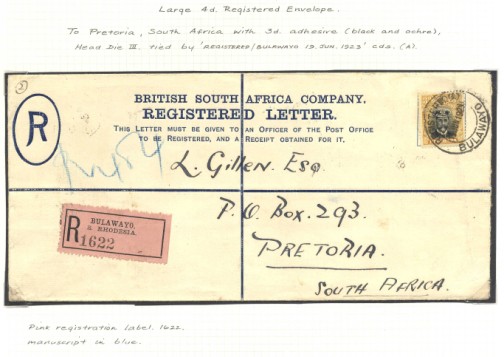 Large 4d. Registered Envelope.
To Pretoria, South Africa with 3d. adhesive (black and ochre),
Head Die III. tied by 'REGISTERED/BULAWAYO 19.JUN.1923' cds. (A).
R
BRITISH SOUTH AFRICA COMPANY.
REGISTERED LETTER.
THIS LETTER MUST BE GIVEN TO AN OFFICER OF THE POST OFFICE
TO BE REGISTERED, AND A RECEIPT OBTAINED FOR IT.
BULAWAYO
L. Gillen Esq
P.O. Box. 293.
PRETORIA.
SOUTH AFRICA.
R
BULAWAYO.
S. RHODESIA.
1622
Pink registration label. 1622.
manuscript in blue.